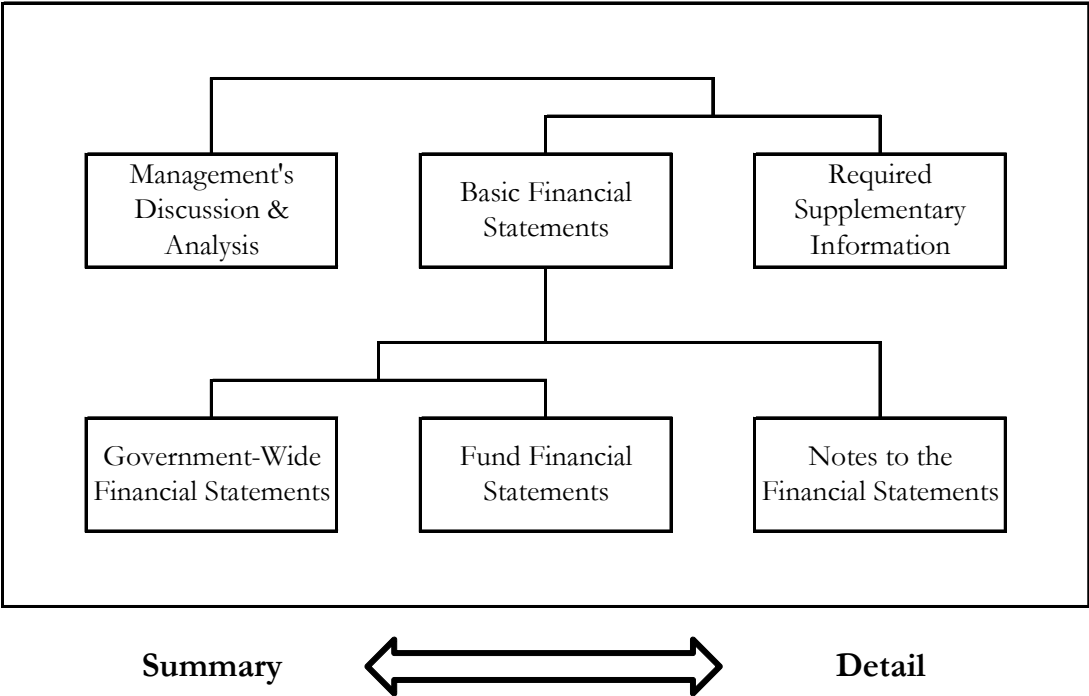 Management's
Discussion &
Analysis
Basic Financial
Statements
Required
Supplementary
Information
Government-Wide
Financial Statements
Fund Financial
Statements
Notes to the
Financial Statements
Summary
Detail